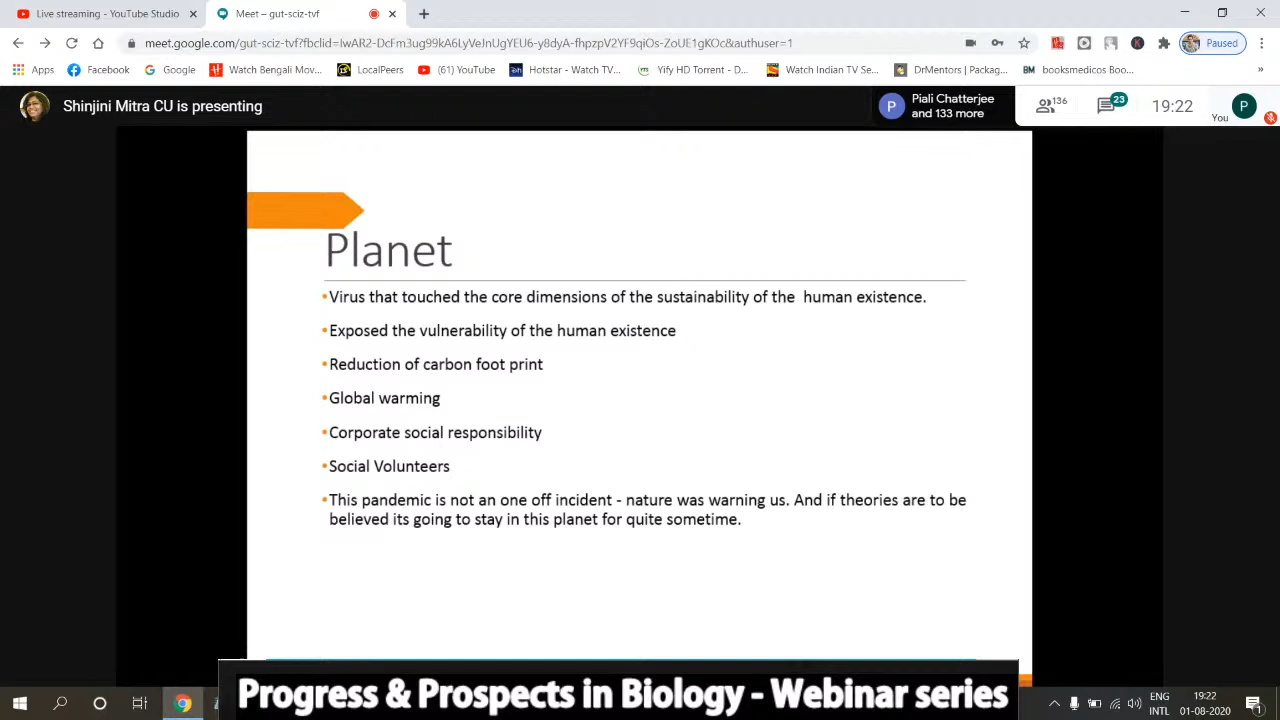 Live streaming - YouTube Studio
Meet – gut-sciz-tvf
meet.google.com/gut-sciz-tvf?fbclid=IwAR2-DcFm3ug99kA6LyVeJnUqrlU6-y8dyA-fhpzpV2YF9qiOs-ZoUE1gKOc&authuser=1
Paused
Apps
Facebook
Google
Watch Bengali Mov...
LocalPeers
(61) YouTube
Hotstar - Watch TV...
Yify HD Torrent - D...
Watch Indian TV Se...
DrMentors | Packag...
BM booksmedicos Boo...
»
Shinjini Mitra CU is presenting
P
Piali Chatterjee
and 133 more
136
23
19:22
You
P
Planet
•Virus that touched the core dimensions of the sustainability of the human existence.
•Exposed the vulnerability of the human existence
•Reduction of carbon foot print
•Global warming
•Corporate social responsibility
•Social Volunteers
•This pandemic is not an one off incident - nature was warning us. And if theories are to be
believed its going to stay in this planet for quite sometime.
Progress & Prospects in Biology - Webinar series
ENG
INTL
19:22
01-08-2020